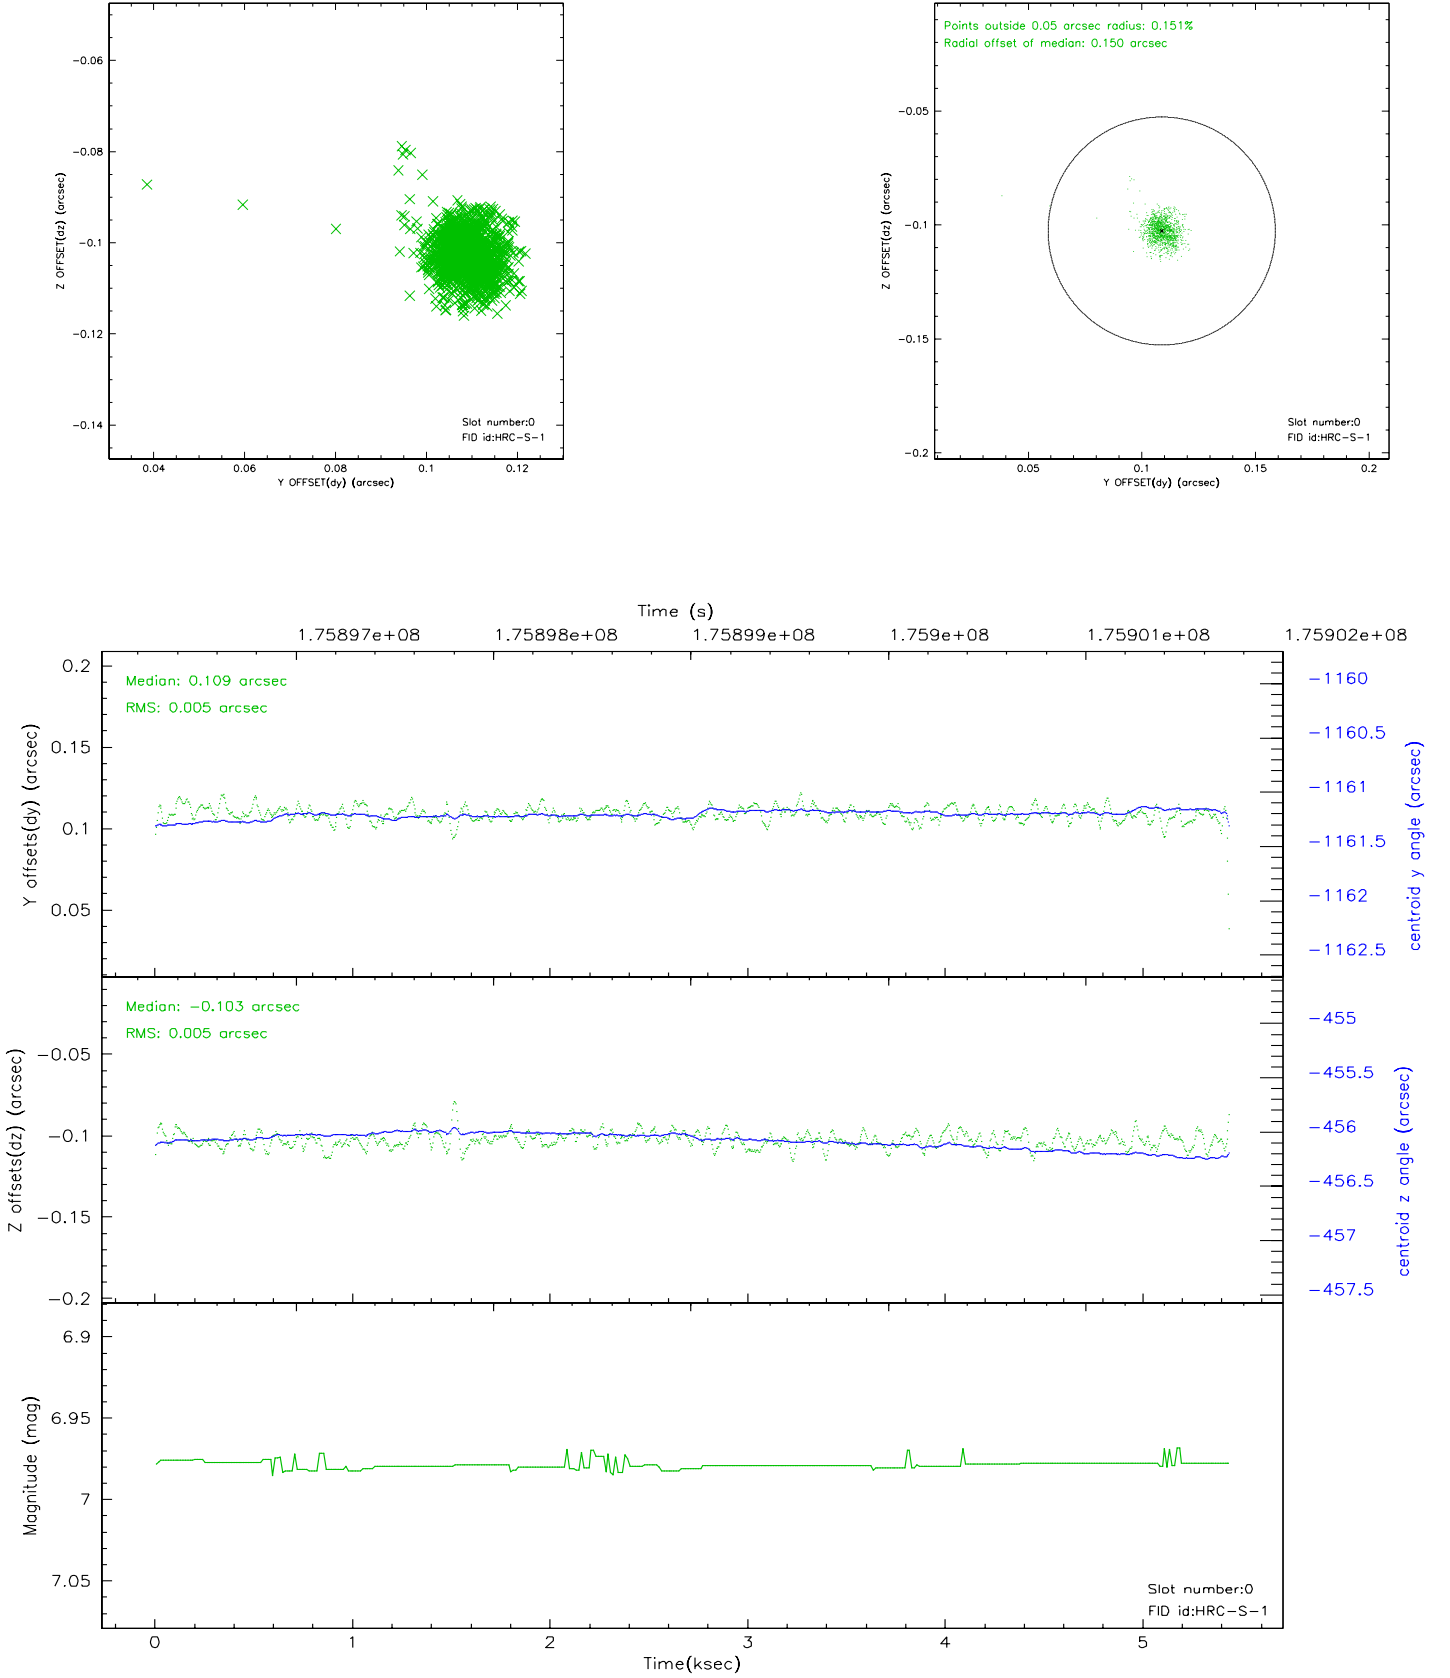 -0.06
-0.08
-0.1
-0.12
-0.14
Z OFFSET(dz) (arcsec)
Slot number:0
FID id:HRC-S-1
0.04 0.06 0.08 0.1 0.12
Y OFFSET(dy) (arcsec)
Points outside 0.05 arcsec radius: 0.151%
Radial offset of median: 0.150 arcsec
-0.05
-0.1
-0.15
-0.2
Z OFFSET(dz) (arcsec)
Slot number:0
FID id:HRC-S-1
0.05 0.1 0.15 0.2
Y OFFSET(dy) (arcsec)
Time (s)
1.75897e+08 1.75898e+08 1.75899e+08 1.759e+08 1.75901e+08 1.75902e+08
Median: 0.109 arcsec
RMS: 0.005 arcsec
0.2
0.15
0.1
0.05
Y offsets(dy) (arcsec)
-1160
-1160.5
-1161
-1161.5
-1162
-1162.5
centroid y angle (arcsec)
Median: -0.103 arcsec
RMS: 0.005 arcsec
-0.05
-0.1
-0.15
-0.2
Z offsets(dz) (arcsec)
-455
-455.5
-456
-456.5
-457
-457.5
centroid z angle (arcsec)
6.9
6.95
7
7.05
Magnitude (mag)
Slot number:0
FID id:HRC-S-1
0 1 2 3 4 5
Time(ksec)